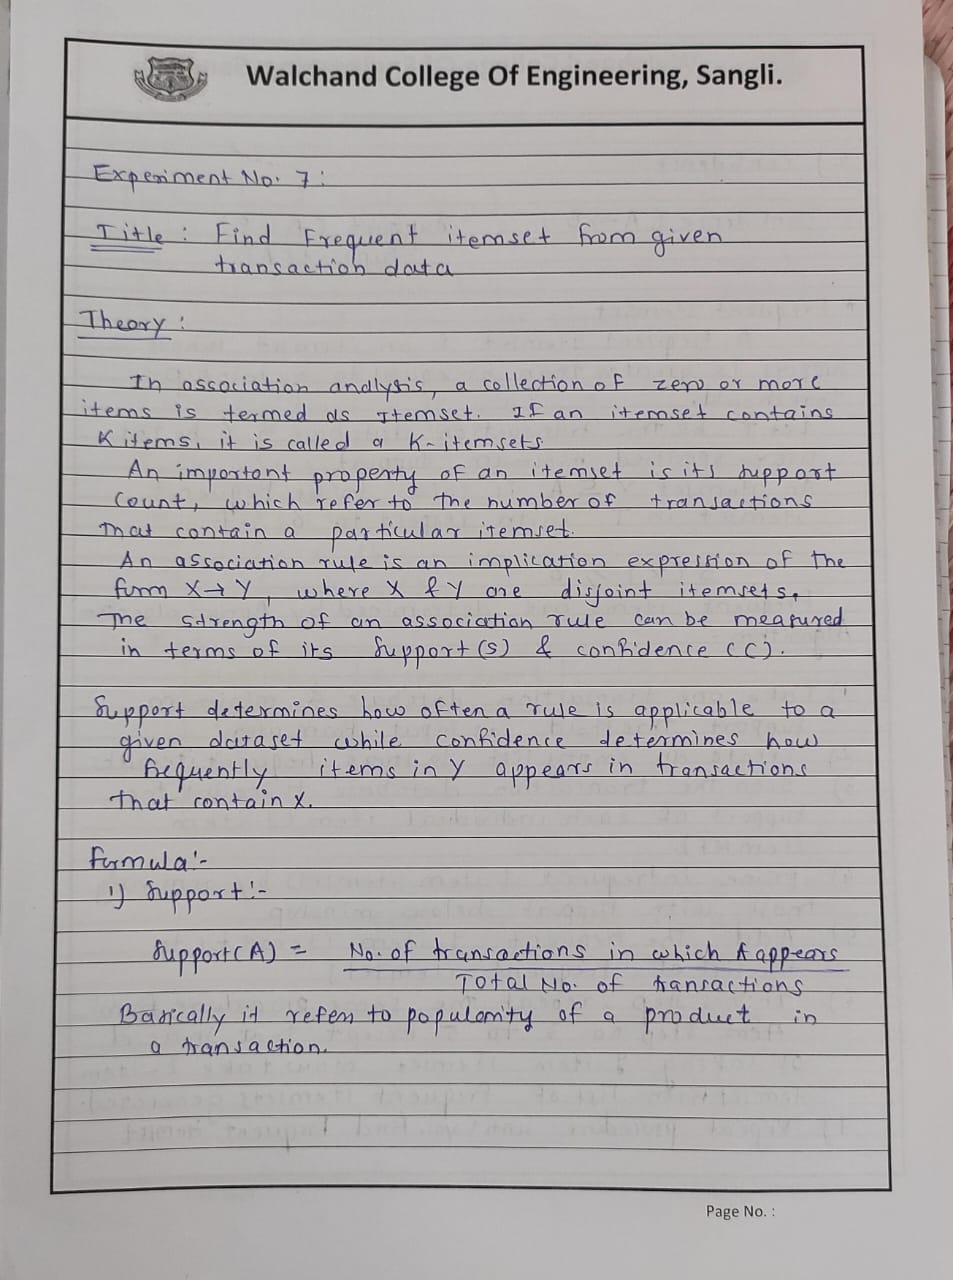 Walchand College Of Engineering, Sangli.
Experiment No. 7 :
Title : Find Frequent itemset from given
transaction data
Theory :
In association analysis, a collection of zero or more
items is termed as Itemset. If an itemset contains
K items, it is called a K-itemsets
An important property of an itemset is its support
count, which refer to the number of transactions
that contain a particular itemset.
An association rule is an implication expression of the
form X→Y, where X & Y are disjoint itemsets,
The strength of an association rule can be measured
in terms of its support (s) & confidence (c).
Support determines how often a rule is applicable to a
given dataset while confidence determines how
frequently items in Y appears in transactions
that contain X.
Formula:-
1) Support:-
Support(A) = No. of transactions in which A appears
Total No. of transactions
Basically it refers to popularity of a product in
a transaction.
Page No. :